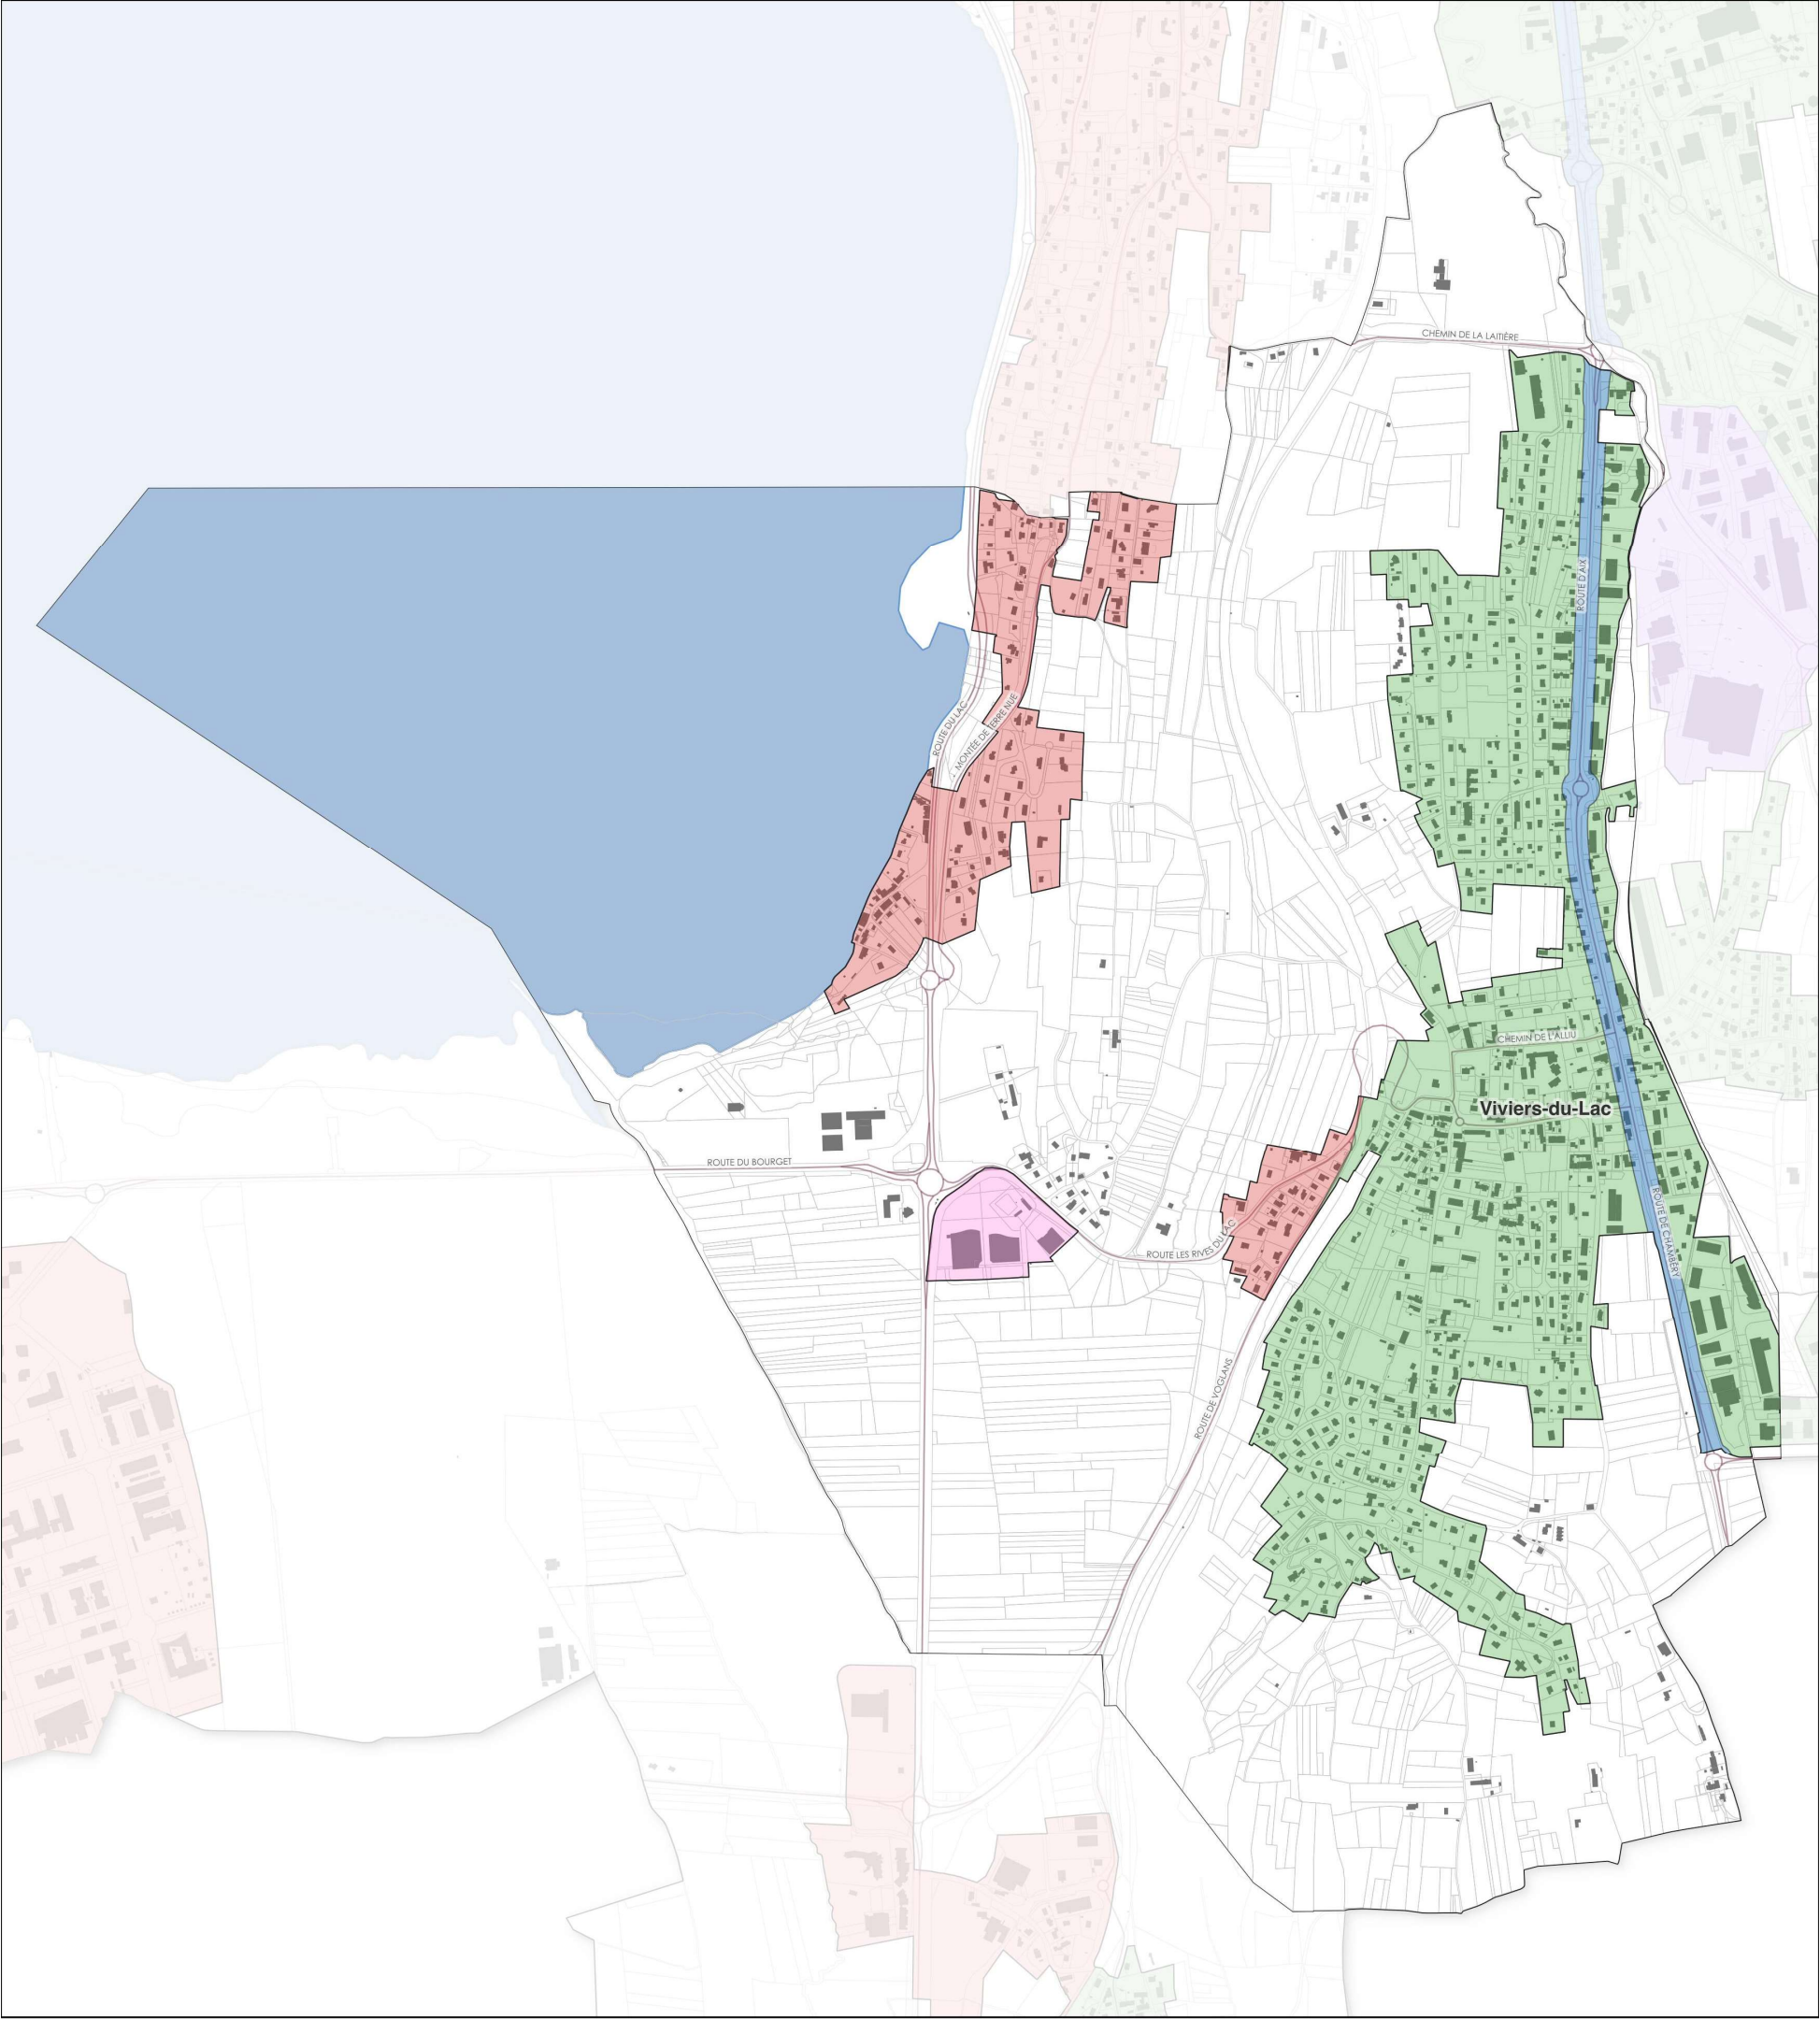 CHEMIN DE LA LAITIÈRE
ROUTE D'AIX
ROUTE DU LAC
MONTÉE DE TERRE NUE
CHEMIN DE L'ALLIU
Viviers-du-Lac
ROUTE DU BOURGET
ROUTE DE CHAMBÉRY
ROUTE LES RIVES DU LAC
ROUTE DE VOGLANS